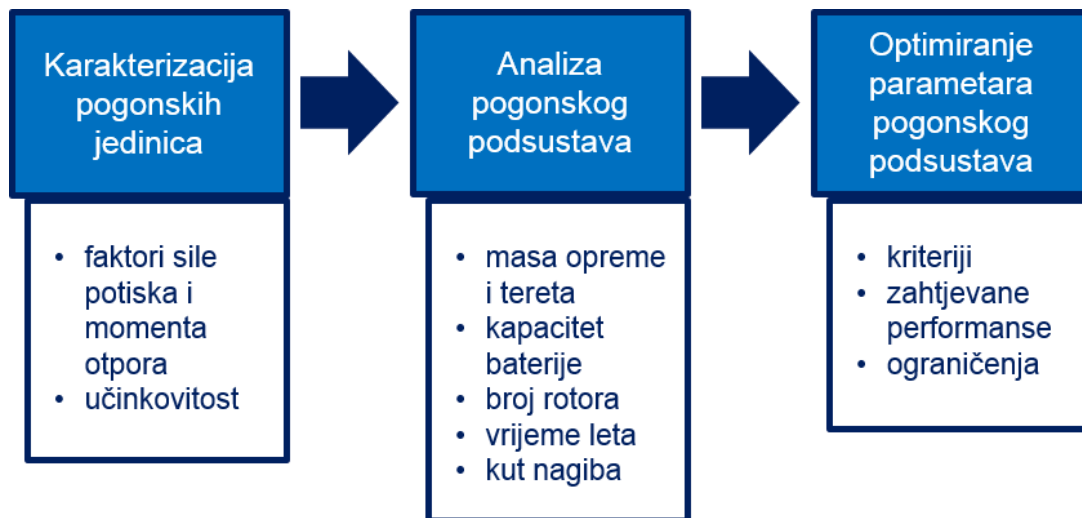 Karakterizacija
pogonskih
jedinica
• faktori sile
potiska i
momenta
otpora
• učinkovitost
Analiza
pogonskog
podsustava
• masa opreme
i tereta
• kapacitet
baterije
• broj rotora
• vrijeme leta
• kut nagiba
Optimiranje
parametara
pogonskog
podsustava
• kriteriji
• zahtjevane
performanse
• ograničenja